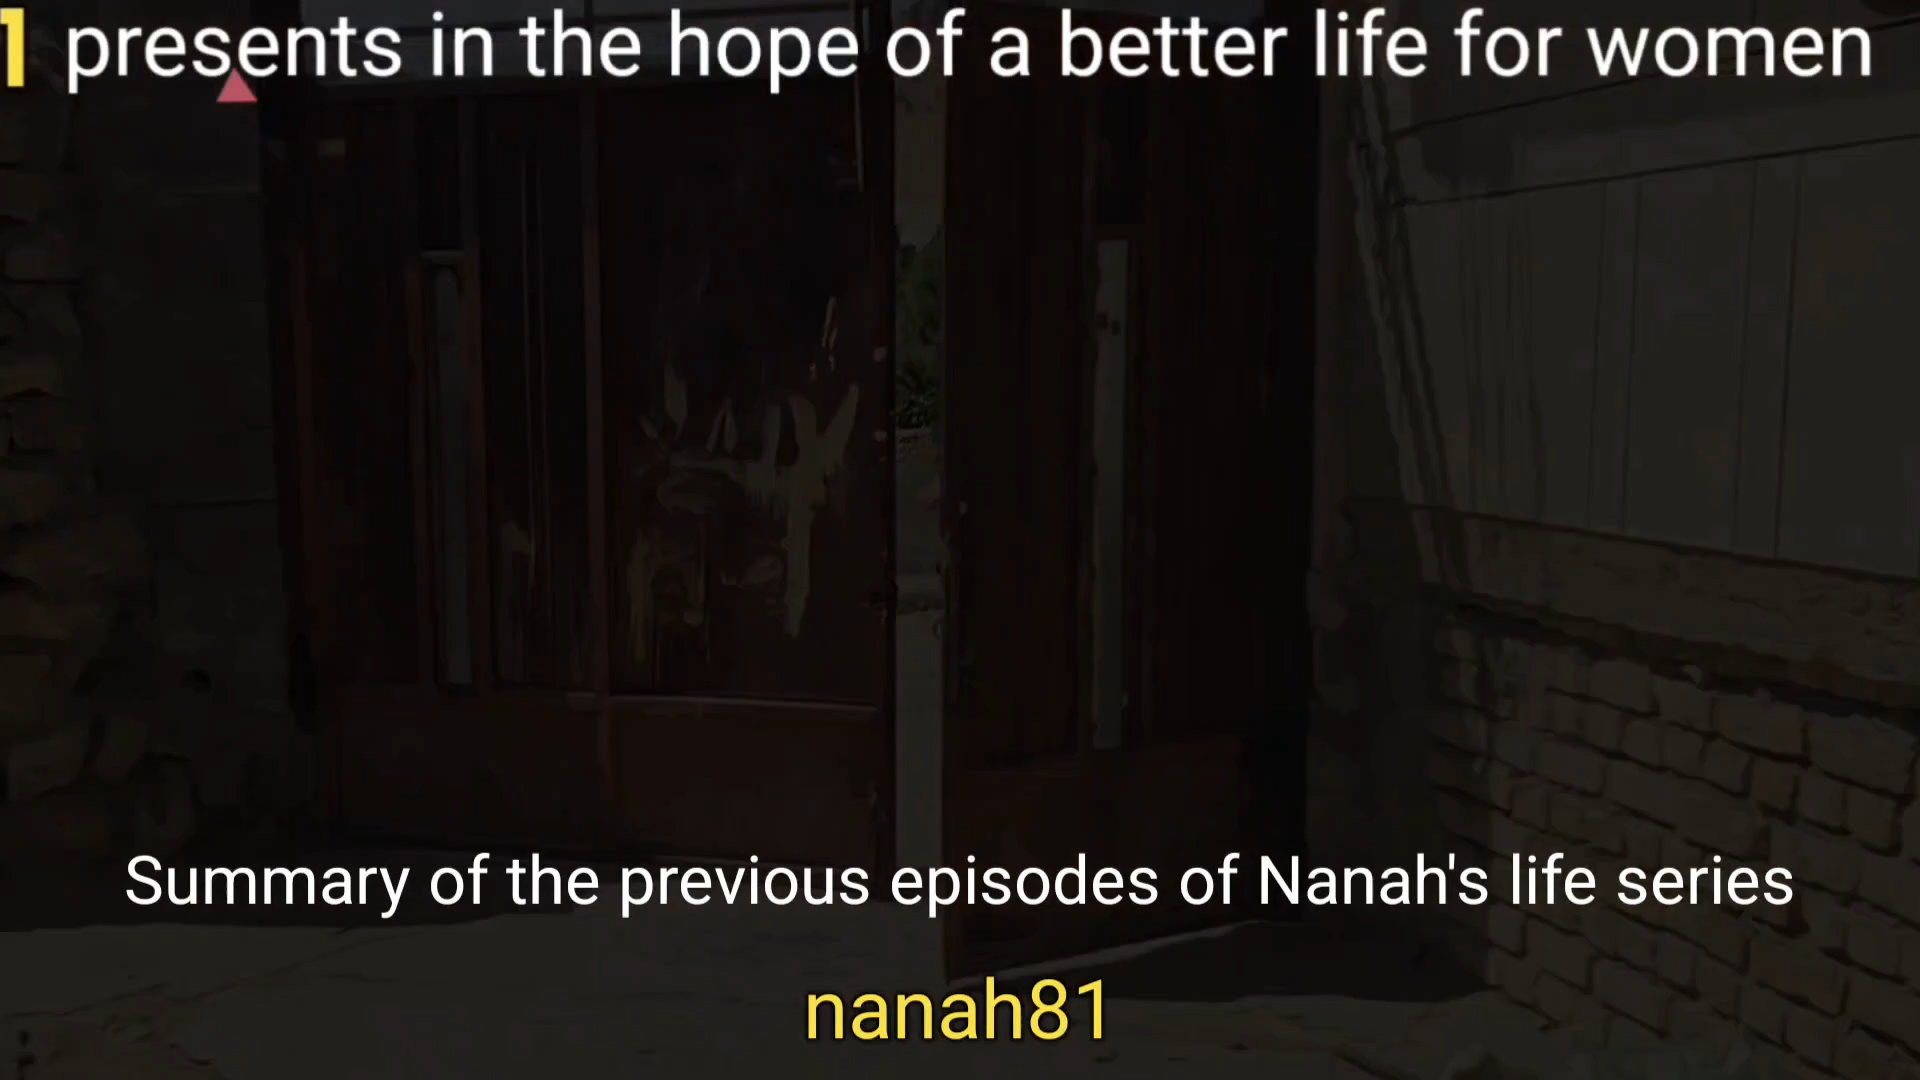 1 presents in the hope of a better life for women
Summary of the previous episodes of Nanah's life series
nanah81